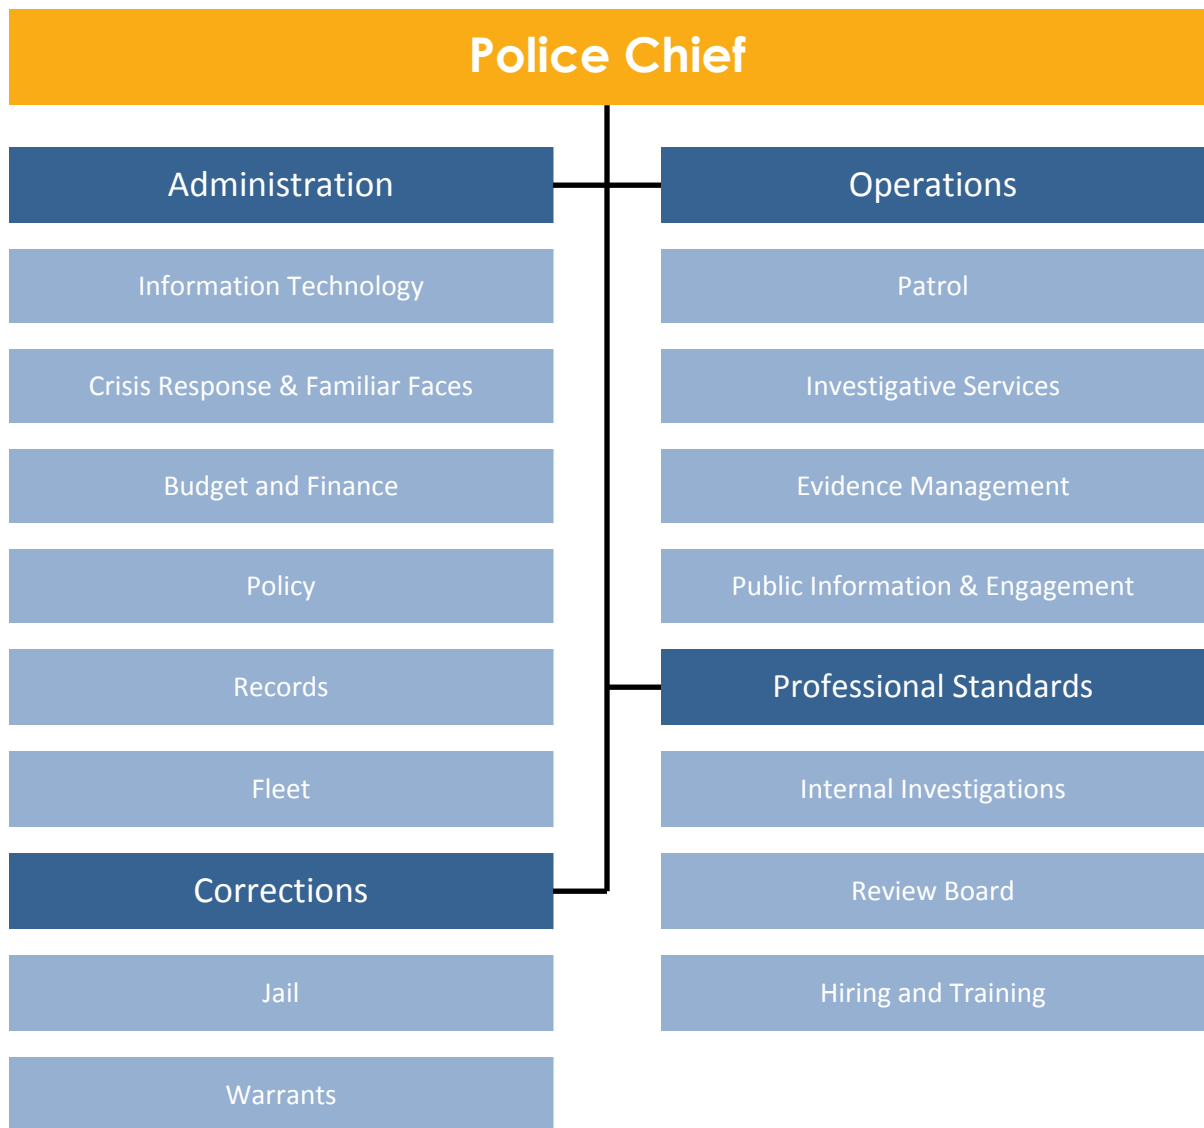 Police Chief
Administration
Information Technology
Crisis Response & Familiar Faces
Budget and Finance
Policy
Records
Fleet
Corrections
Jail
Warrants
Operations
Patrol
Investigative Services
Evidence Management
Public Information & Engagement
Professional Standards
Internal Investigations
Review Board
Hiring and Training